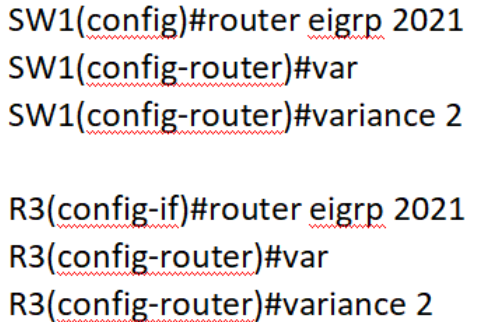 SW1(config)#router eigrp 2021
SW1(config-router)#var
SW1(config-router)#variance 2
R3(config-if)#router eigrp 2021
R3(config-router)#var
R3(config-router)#variance 2